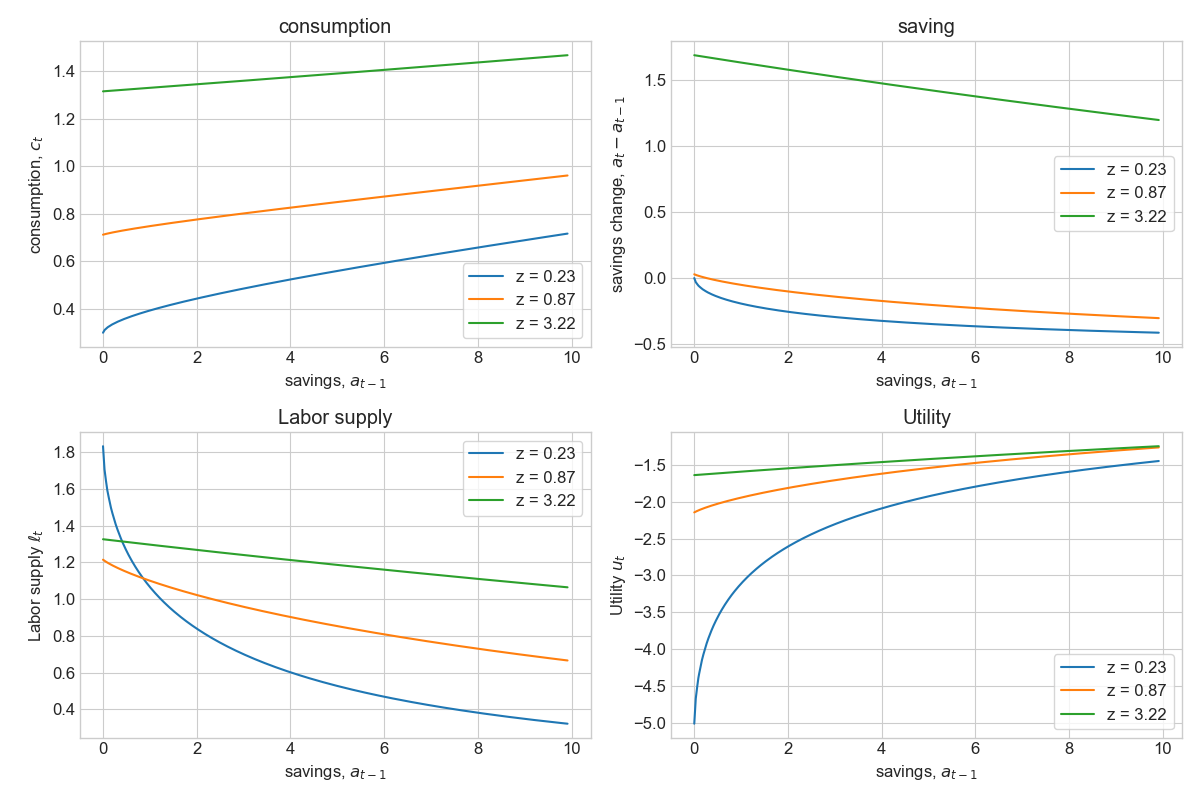 consumption
consumption, c_t
1.4
1.2
1.0
0.8
0.6
0.4
0 2 4 6 8 10
savings, a_{t−1}
z = 0.23
z = 0.87
z = 3.22
saving
savings change, a_t − a_{t−1}
1.5
1.0
0.5
0.0
−0.5
0 2 4 6 8 10
savings, a_{t−1}
z = 0.23
z = 0.87
z = 3.22
Labor supply
Labor supply ℓ_t
1.8
1.6
1.4
1.2
1.0
0.8
0.6
0.4
0 2 4 6 8 10
savings, a_{t−1}
z = 0.23
z = 0.87
z = 3.22
Utility
Utility u_t
−1.5
−2.0
−2.5
−3.0
−3.5
−4.0
−4.5
−5.0
0 2 4 6 8 10
savings, a_{t−1}
z = 0.23
z = 0.87
z = 3.22